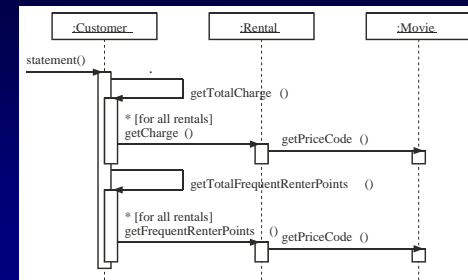 :Customer :Rental :Movie
statement()
getTotalCharge ()
* [for all rentals]
getCharge ()
getPriceCode ()
getTotalFrequentRenterPoints ()
* [for all rentals]
getFrequentRenterPoints ()
getPriceCode ()